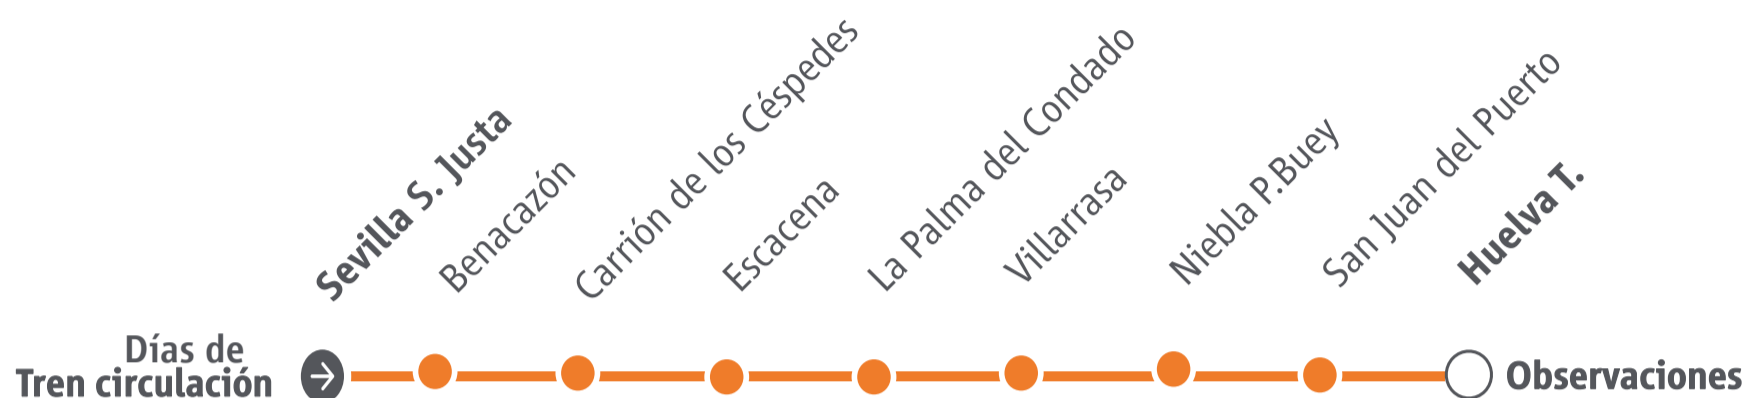 Sevilla S. Justa
Benacazón
Carrión de los Céspedes
Escacena
La Palma del Condado
Villarrasa
Niebla P.Buey
San Juan del Puerto
Huelva T.
Días de
Tren circulación
Observaciones